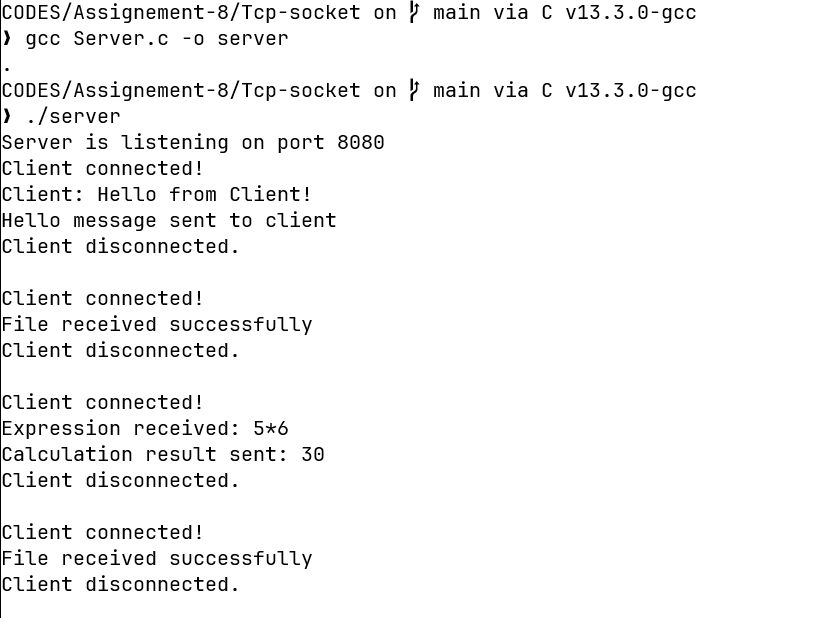 CODES/Assignement-8/Tcp-socket on main via C v13.3.0-gcc
❯ gcc Server.c -o server
.
CODES/Assignement-8/Tcp-socket on main via C v13.3.0-gcc
❯ ./server
Server is listening on port 8080
Client connected!
Client: Hello from Client!
Hello message sent to client
Client disconnected.
Client connected!
File received successfully
Client disconnected.
Client connected!
Expression received: 5*6
Calculation result sent: 30
Client disconnected.
Client connected!
File received successfully
Client disconnected.